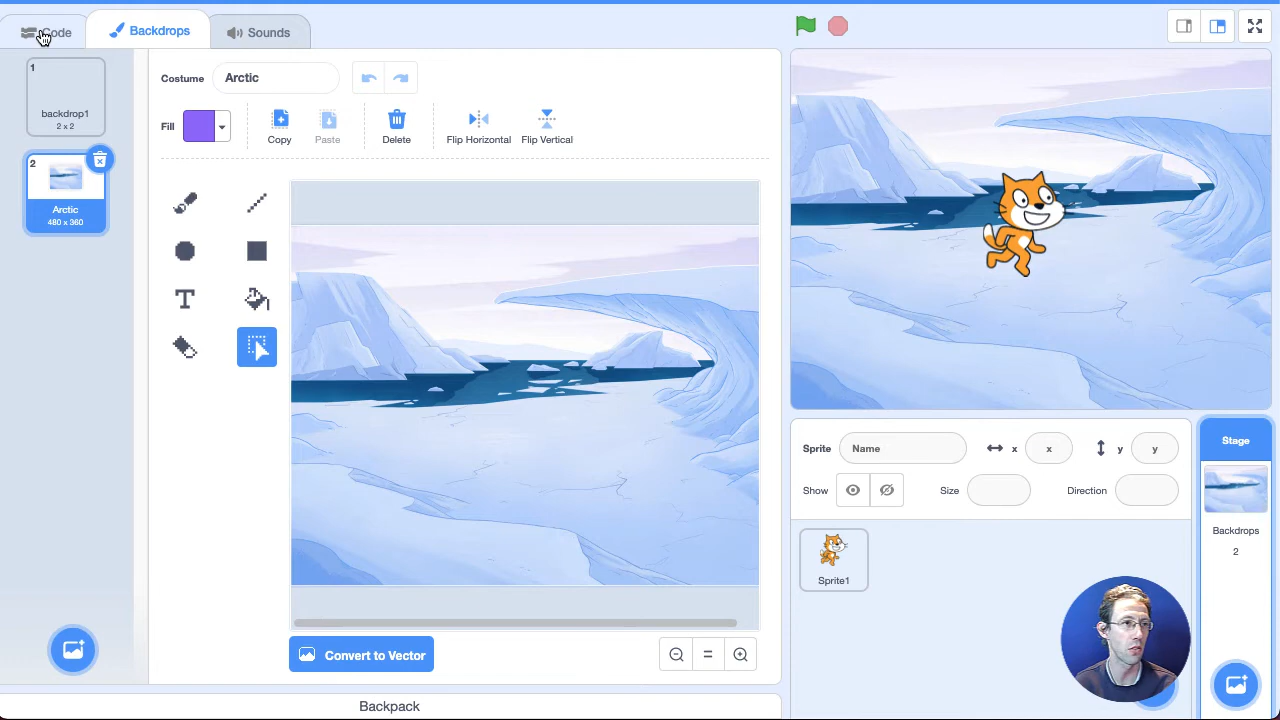 Code
Backdrops
Sounds
1
backdrop1
2 x 2
2
Arctic
480 x 360
Costume
Arctic
Fill
Copy
Paste
Delete
Flip Horizontal
Flip Vertical
T
Convert to Vector
=
Backpack
Sprite
Name
x
x
y
y
Show
Size
Direction
Sprite1
Stage
Backdrops
2